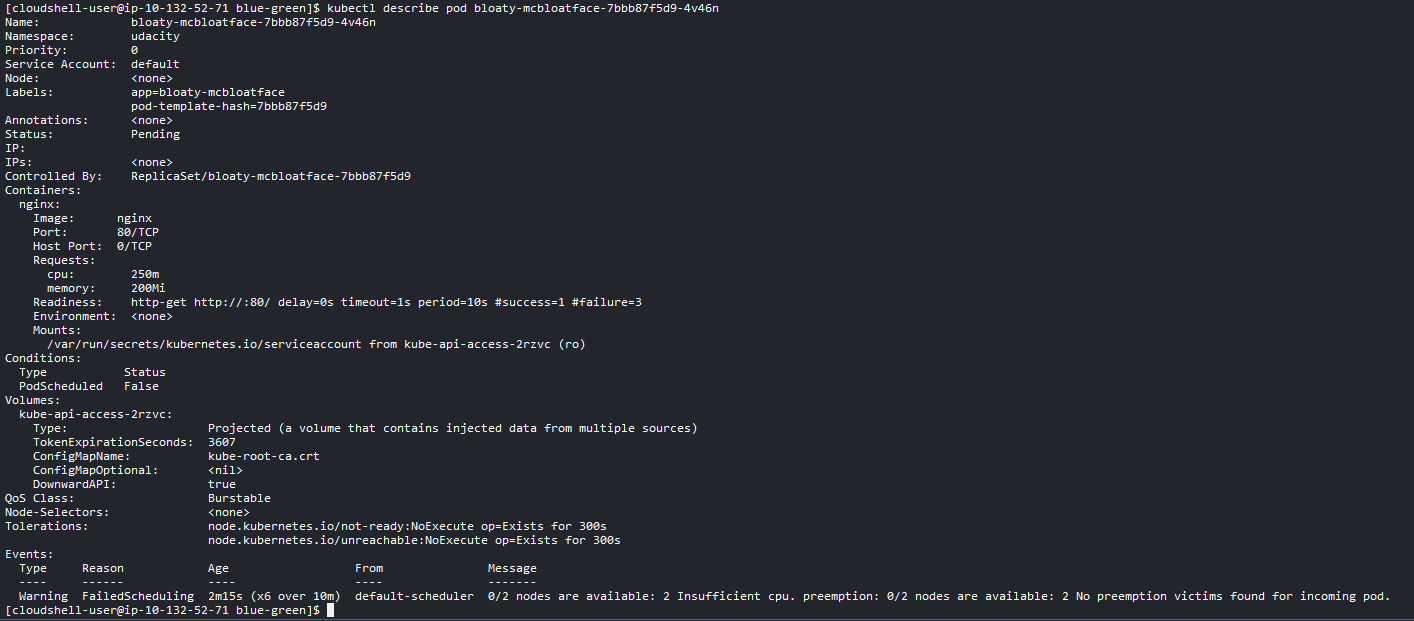 [cloudshell-user@ip-10-132-52-71 blue-green]$ kubectl describe pod bloaty-mcbloatface-7bbb87f5d9-4v46n
Name:             bloaty-mcbloatface-7bbb87f5d9-4v46n
Namespace:        udacity
Priority:         0
Service Account:  default
Node:             <none>
Labels:           app=bloaty-mcbloatface
                  pod-template-hash=7bbb87f5d9
Annotations:      <none>
Status:           Pending
IP:
IPs:              <none>
Controlled By:    ReplicaSet/bloaty-mcbloatface-7bbb87f5d9
Containers:
  nginx:
    Image:      nginx
    Port:       80/TCP
    Host Port:  0/TCP
    Requests:
      cpu:        250m
      memory:     200Mi
    Readiness:    http-get http://:80/ delay=0s timeout=1s period=10s #success=1 #failure=3
    Environment:  <none>
    Mounts:
      /var/run/secrets/kubernetes.io/serviceaccount from kube-api-access-2rzvc (ro)
Conditions:
  Type           Status
  PodScheduled   False
Volumes:
  kube-api-access-2rzvc:
    Type:                    Projected (a volume that contains injected data from multiple sources)
    TokenExpirationSeconds:  3607
    ConfigMapName:           kube-root-ca.crt
    ConfigMapOptional:       <nil>
    DownwardAPI:             true
QoS Class:                   Burstable
Node-Selectors:              <none>
Tolerations:                 node.kubernetes.io/not-ready:NoExecute op=Exists for 300s
                             node.kubernetes.io/unreachable:NoExecute op=Exists for 300s
Events:
  Type     Reason            Age                  From               Message
  ----     ------            ----                 ----               -------
  Warning  FailedScheduling  2m15s (x6 over 10m)  default-scheduler  0/2 nodes are available: 2 Insufficient cpu. preemption: 0/2 nodes are available: 2 No preemption victims found for incoming pod.
[cloudshell-user@ip-10-132-52-71 blue-green]$